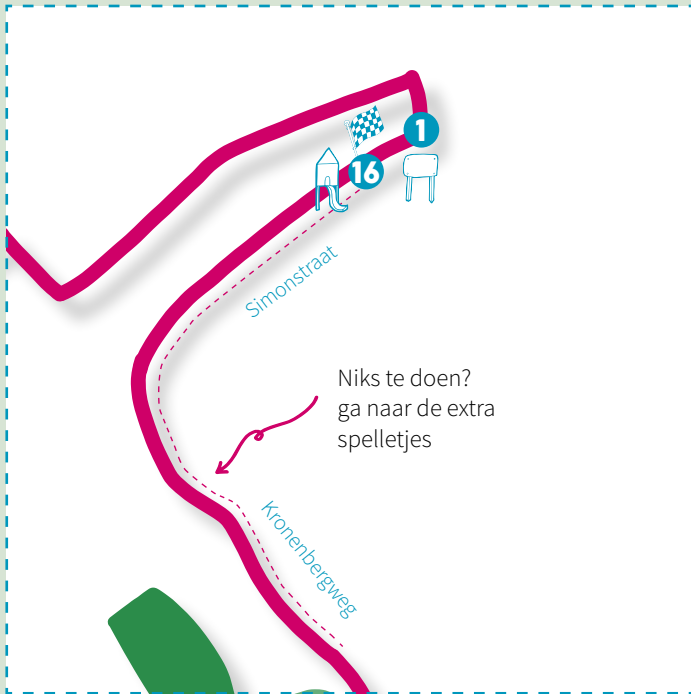 1
16
Simonstraat
Niks te doen?
ga naar de extra
spelletjes
Kronenbergweg